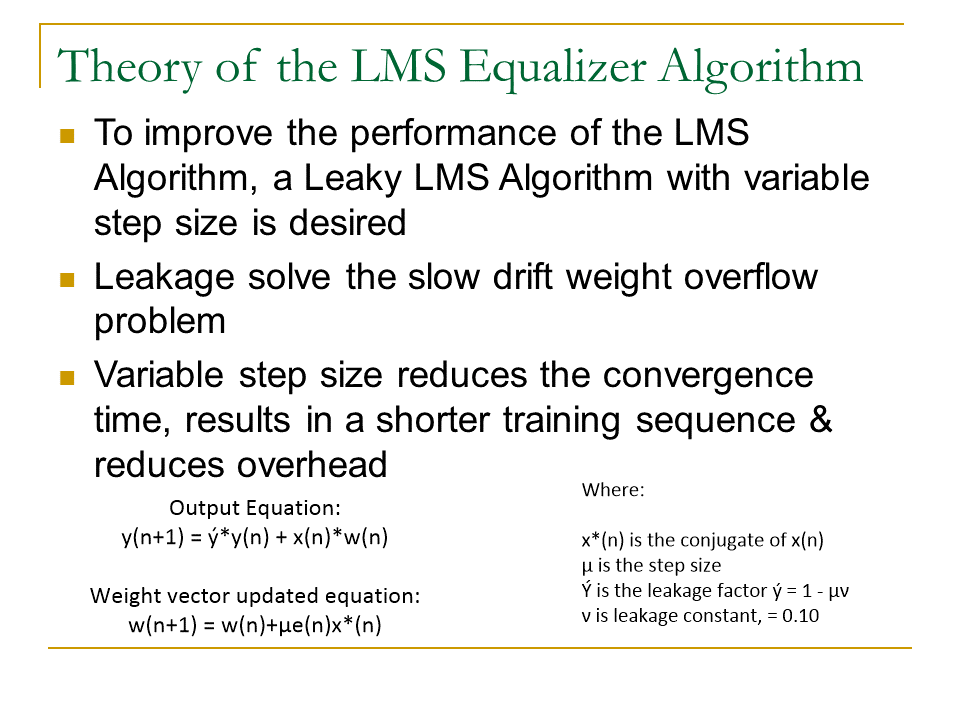 Theory of the LMS Equalizer Algorithm
To improve the performance of the LMS
Algorithm, a Leaky LMS Algorithm with variable
step size is desired
Leakage solve the slow drift weight overflow
problem
Variable step size reduces the convergence
time, results in a shorter training sequence &
reduces overhead
Output Equation:
y(n+1) = ý*y(n) + x(n)*w(n)
Weight vector updated equation:
w(n+1) = w(n)+μe(n)x*(n)
Where:
x*(n) is the conjugate of x(n)
μ is the step size
Ý is the leakage factor ý = 1 - μν
ν is leakage constant, = 0.10